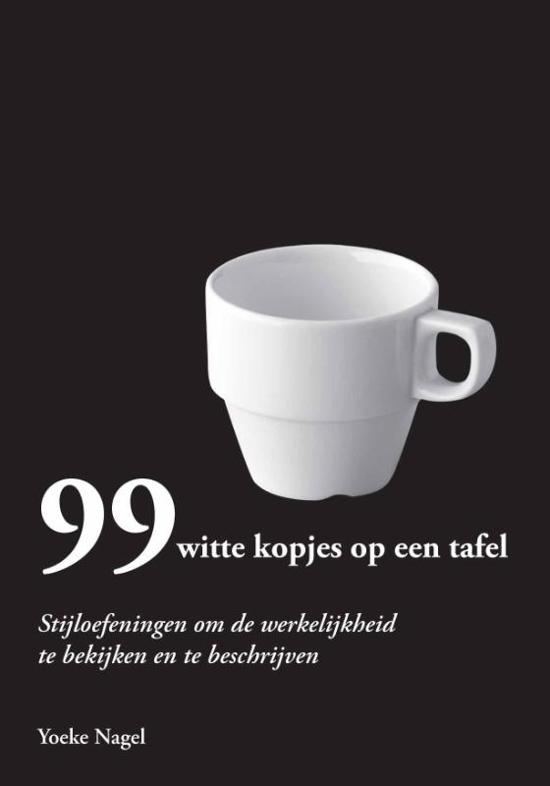 99 witte kopjes op een tafel
Stijloefeningen om de werkelijkheid
te bekijken en te beschrijven
Yoeke Nagel